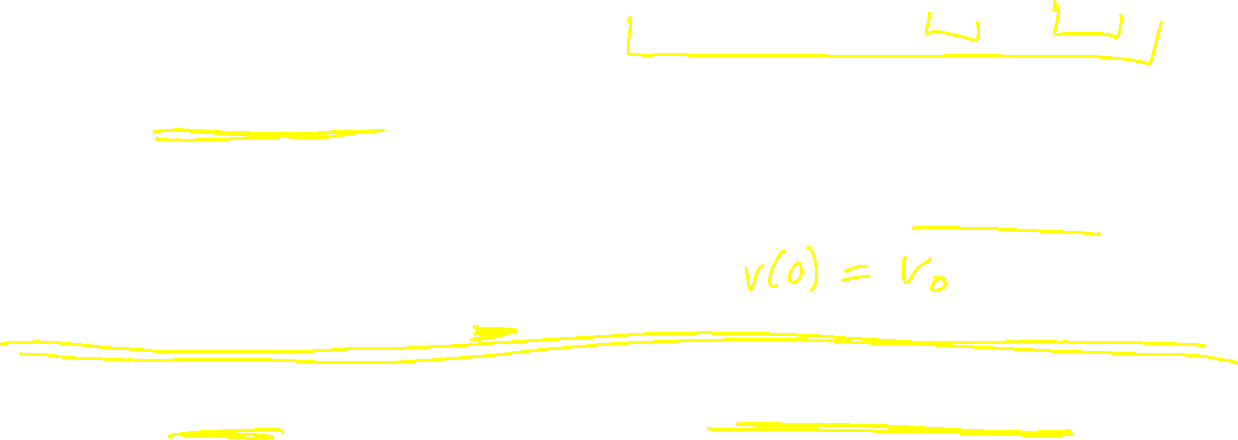 v(0) = v₀